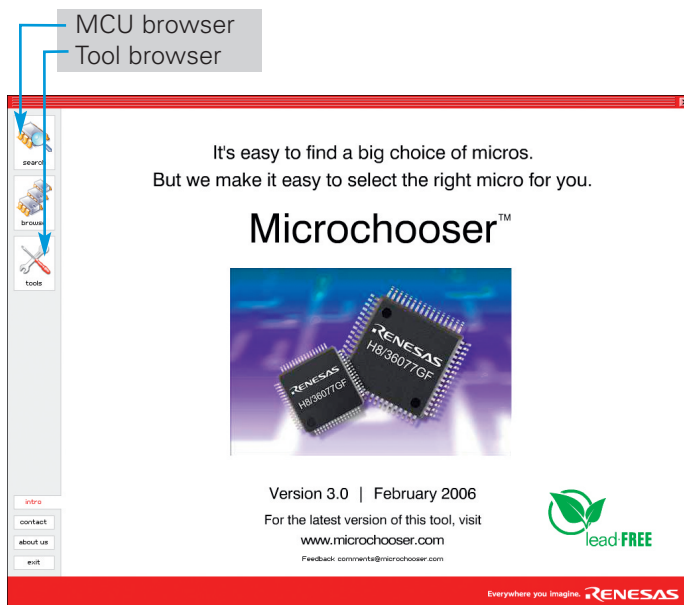 MCU browser
Tool browser
search
browse
tools
It's easy to find a big choice of micros.
But we make it easy to select the right micro for you.
Microchooser™
RENESAS
H8/36077GF
RENESAS
H8/36077GF
intro
contact
about us
exit
Version 3.0 | February 2006
For the latest version of this tool, visit
www.microchooser.com
Feedback comments@microchooser.com
lead-FREE
Everywhere you imagine. RENESAS